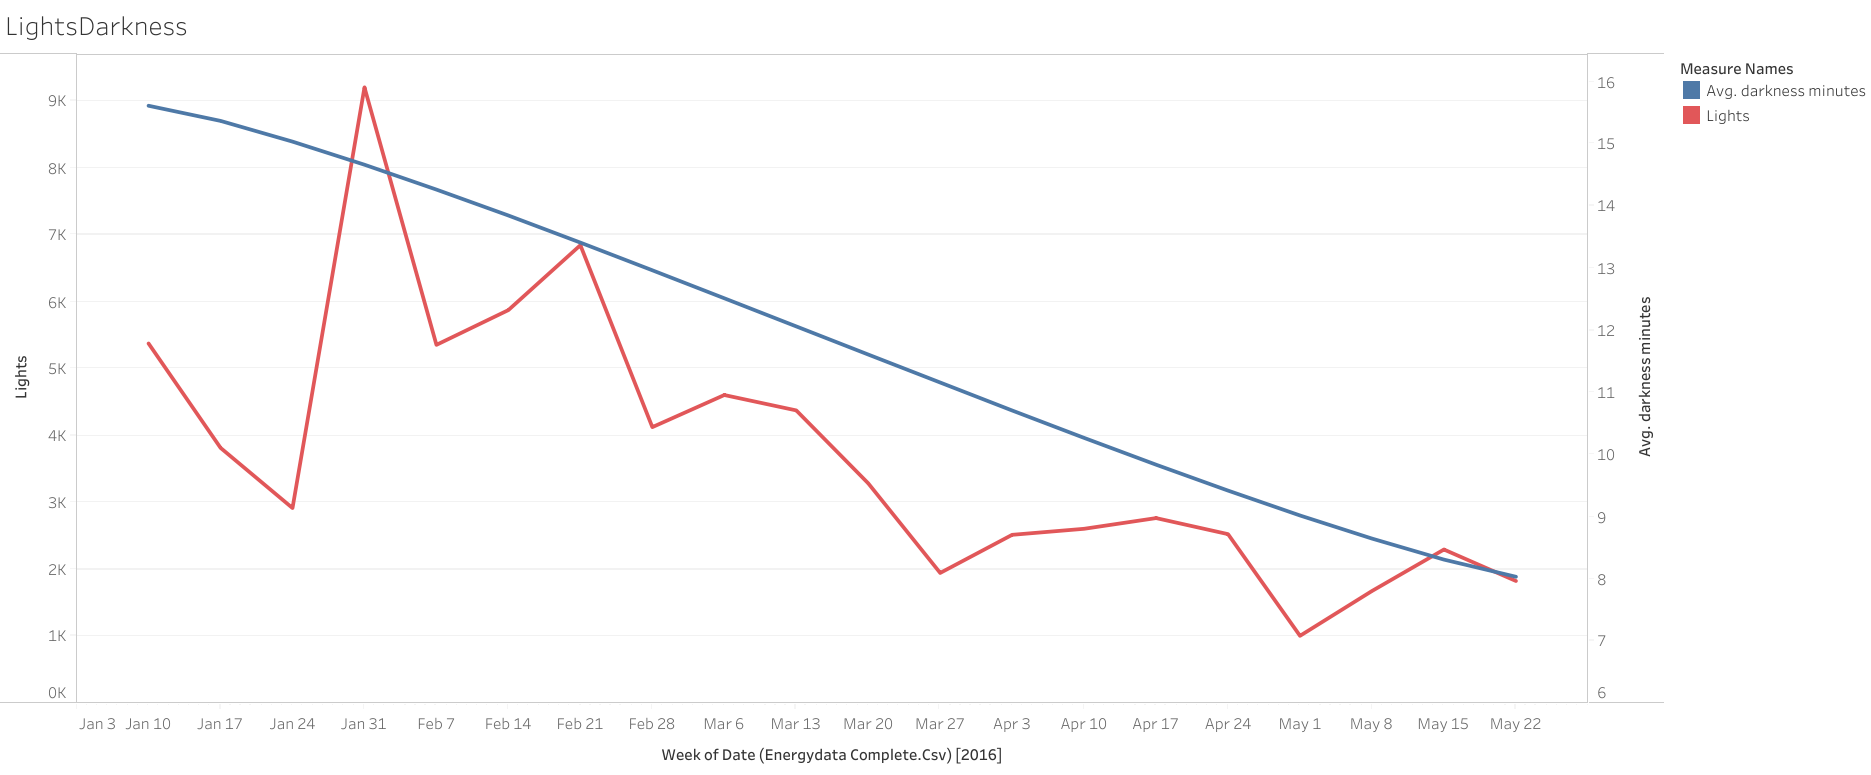 LightsDarkness
Measure Names
Avg. darkness minutes
Lights
9K
8K
7K
6K
5K
4K
3K
2K
1K
0K
Lights
16
15
14
13
12
11
10
9
8
7
6
Avg. darkness minutes
Jan 3 Jan 10 Jan 17 Jan 24 Jan 31 Feb 7 Feb 14 Feb 21 Feb 28 Mar 6 Mar 13 Mar 20 Mar 27 Apr 3 Apr 10 Apr 17 Apr 24 May 1 May 8 May 15 May 22
Week of Date (Energydata Complete.Csv) [2016]